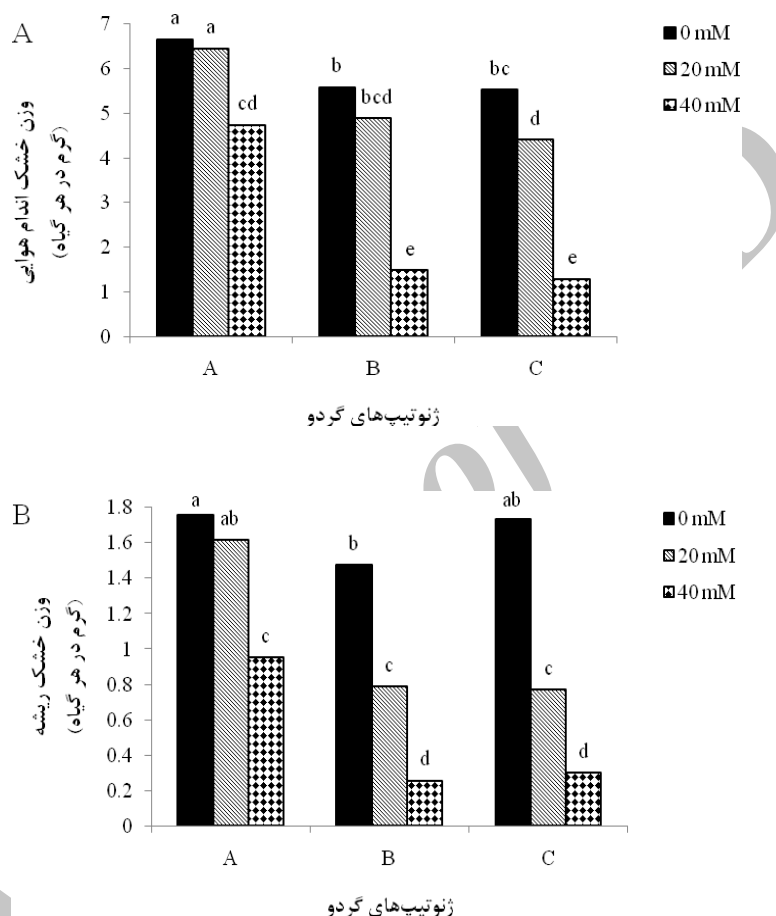 A
وزن خشک اندام هوایی
(گرم در هر گیاه)
7
6
5
4
3
2
1
0
a a cd b bcd e bc d e
0 mM
20 mM
40 mM
A B C
ژنوتیپ‌های گردو
B
وزن خشک ریشه
(گرم در هر گیاه)
1.8
1.6
1.4
1.2
1
0.8
0.6
0.4
0.2
0
a ab c b c d ab c d
0 mM
20 mM
40 mM
A B C
ژنوتیپ‌های گردو